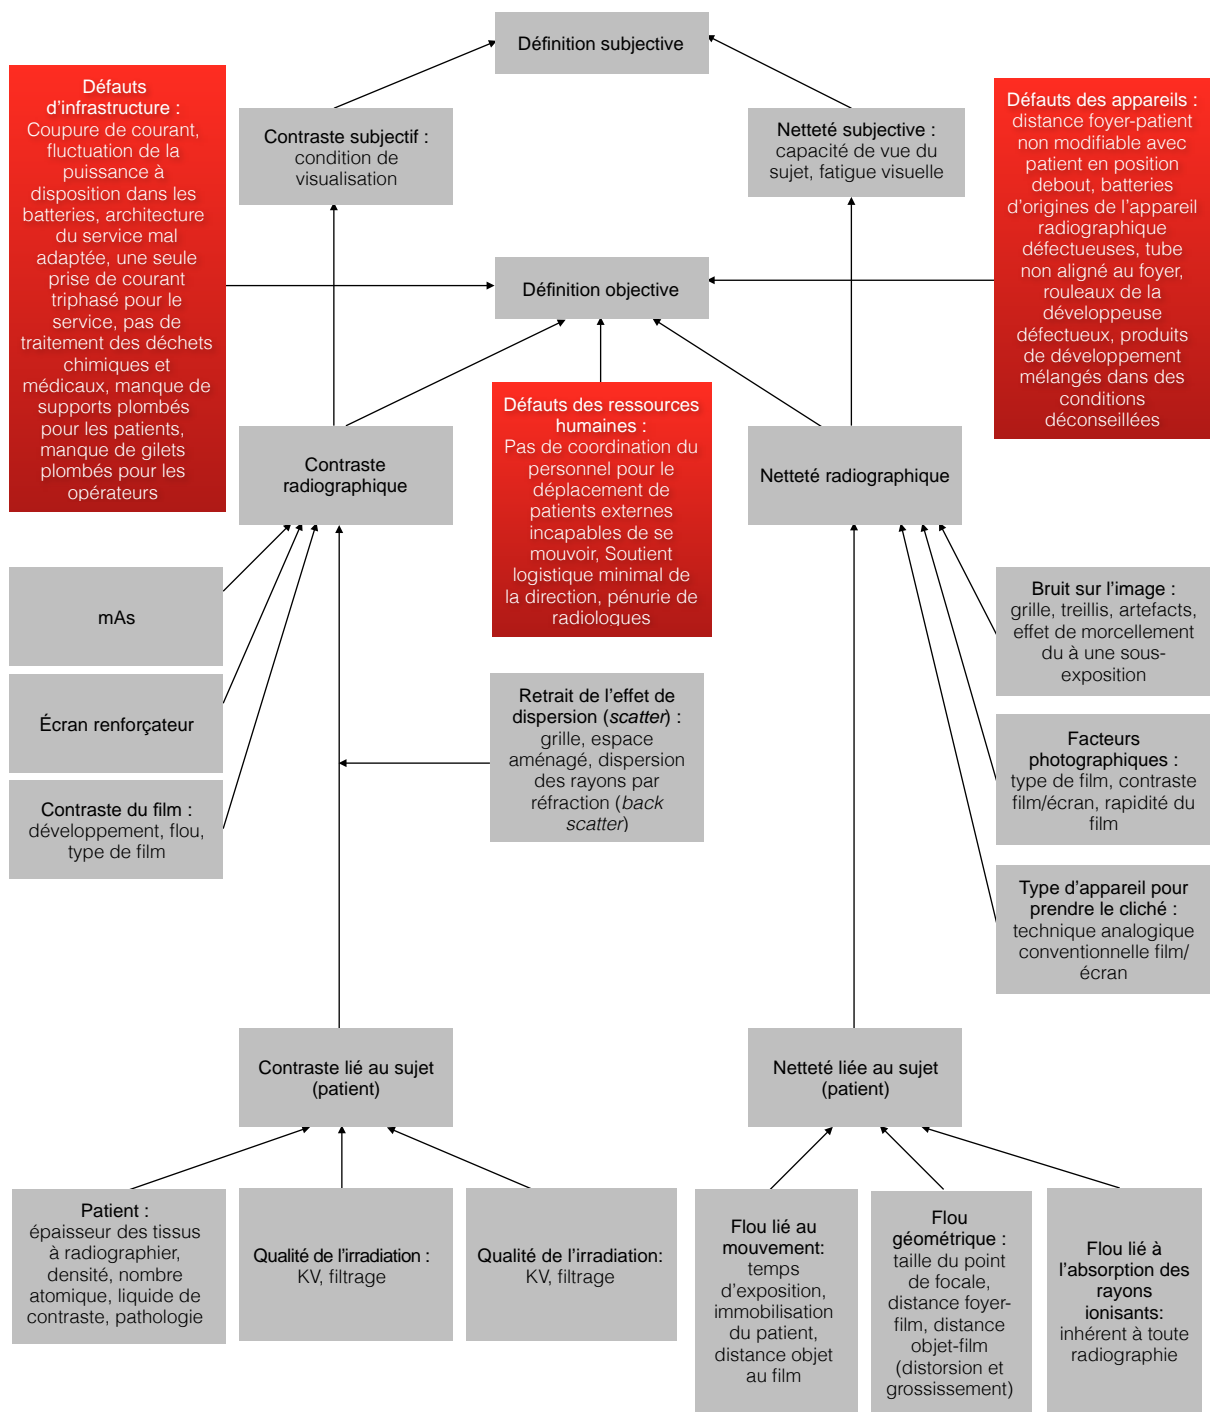 Définition subjective
Défauts
d’infrastructure :
Coupure de courant,
fluctuation de la
puissance à
disposition dans les
batteries, architecture
du service mal
adaptée, une seule
prise de courant
triphasé pour le
service, pas de
traitement des déchets
chimiques et
médicaux, manque de
supports plombés
pour les patients,
manque de gilets
plombés pour les
opérateurs
Contraste subjectif :
condition de
visualisation
Netteté subjective :
capacité de vue du
sujet, fatigue visuelle
Défauts des appareils :
distance foyer-patient
non modifiable avec
patient en position
debout, batteries
d’origines de l’appareil
radiographique
défectueuses, tube
non aligné au foyer,
rouleaux de la
développeuse
défectueux, produits
de développement
mélangés dans des
conditions
déconseillées
Définition objective
Contraste
radiographique
Défauts des ressources
humaines :
Pas de coordination du
personnel pour le
déplacement de
patients externes
incapables de se
mouvoir, Soutient
logistique minimal de
la direction, pénurie de
radiologues
Netteté radiographique
mAs
Écran renforçateur
Contraste du film :
développement, flou,
type de film
Retrait de l’effet de
dispersion (scatter) :
grille, espace
aménagé, dispersion
des rayons par
réfraction (back
scatter)
Bruit sur l’image :
grille, treillis, artefacts,
effet de morcellement
du à une sous-
exposition
Facteurs
photographiques :
type de film, contraste
film/écran, rapidité du
film
Type d’appareil pour
prendre le cliché :
technique analogique
conventionnelle film/
écran
Contraste lié au sujet
(patient)
Netteté liée au sujet
(patient)
Patient :
épaisseur des tissus
à radiographier,
densité, nombre
atomique, liquide de
contraste, pathologie
Qualité de l’irradiation :
KV, filtrage
Qualité de l’irradiation:
KV, filtrage
Flou lié au
mouvement:
temps
d’exposition,
immobilisation
du patient,
distance objet
au film
Flou
géométrique :
taille du point
de focale,
distance foyer-
film, distance
objet-film
(distorsion et
grossissement)
Flou lié à
l’absorption des
rayons
ionisants:
inhérent à toute
radiographie